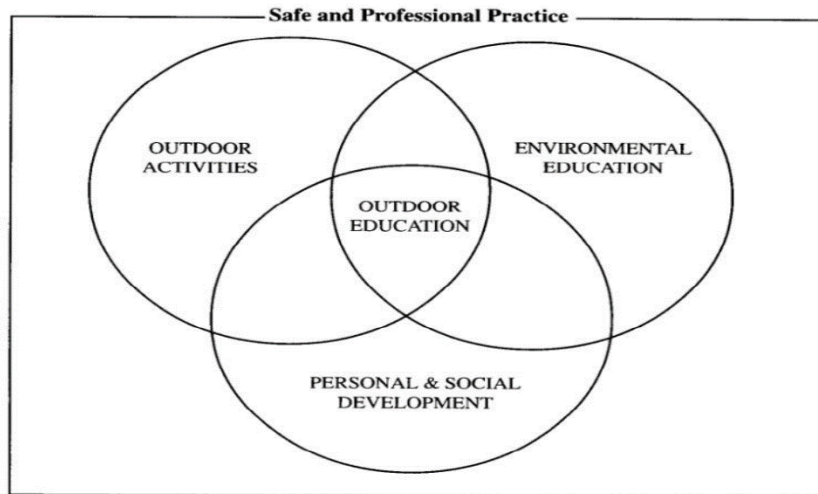 Safe and Professional Practice
OUTDOOR
ACTIVITIES
ENVIRONMENTAL
EDUCATION
OUTDOOR
EDUCATION
PERSONAL & SOCIAL
DEVELOPMENT